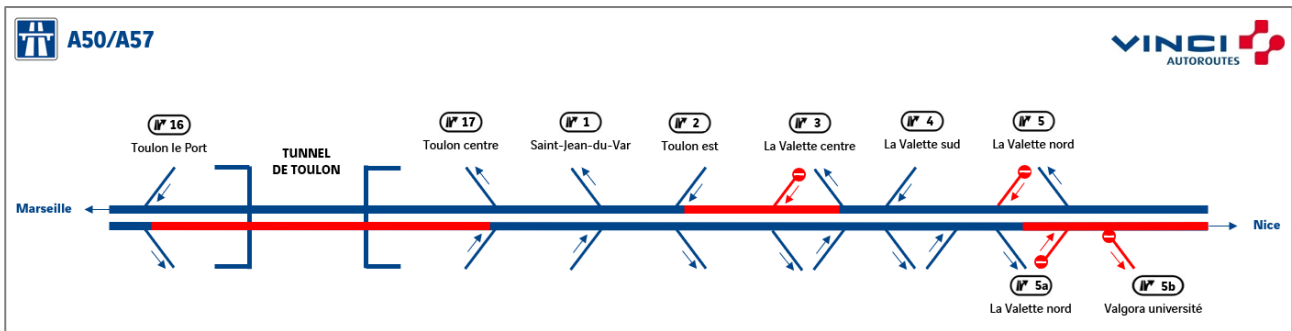 A50/A57
VINCI
AUTOROUTES
16
Toulon le Port
TUNNEL
DE TOULON
17
Toulon centre
1
Saint-Jean-du-Var
2
Toulon est
3
La Valette centre
4
La Valette sud
5
La Valette nord
Marseille
Nice
5a
La Valette nord
5b
Valgora université